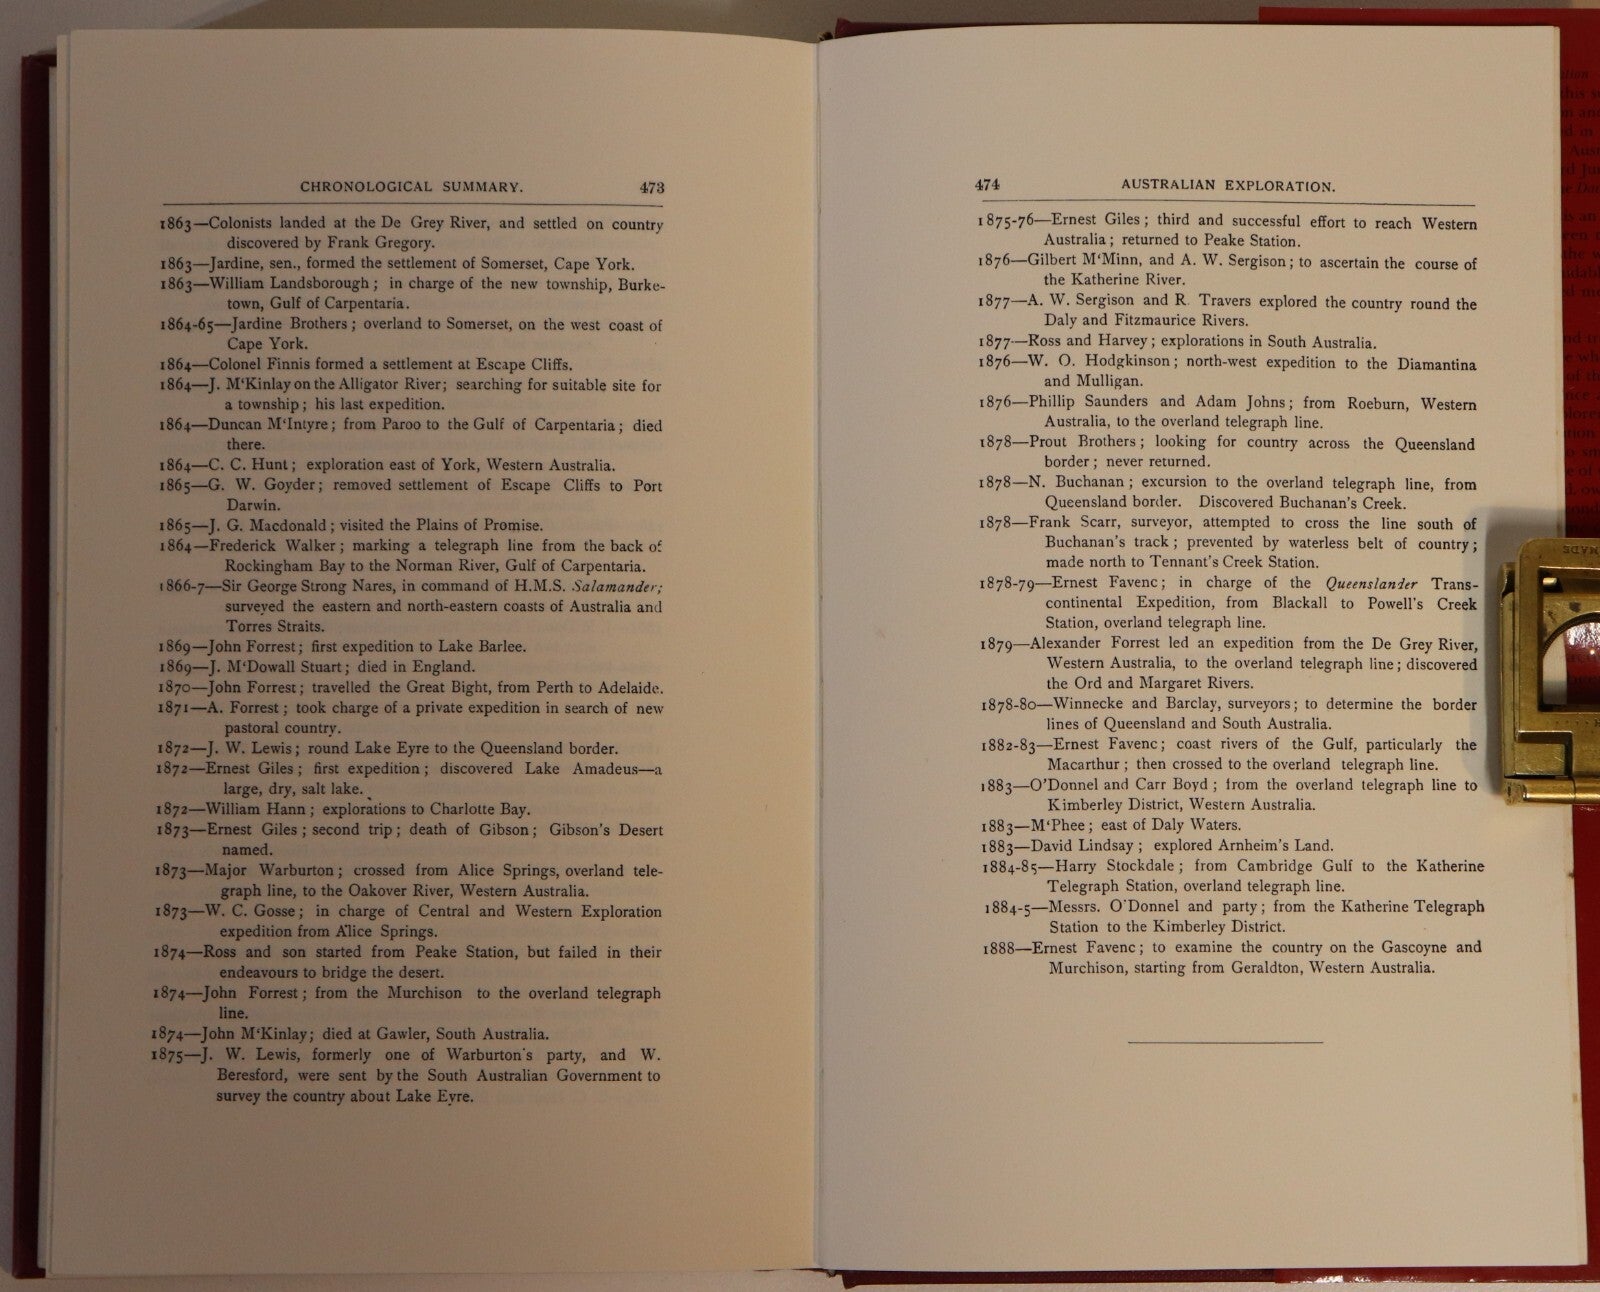 CHRONOLOGICAL SUMMARY. 473
1863—Colonists landed at the De Grey River, and settled on country
discovered by Frank Gregory.
1863—Jardine, sen., formed the settlement of Somerset, Cape York.
1863—William Landsborough; in charge of the new township, Burke-
town, Gulf of Carpentaria.
1864-65—Jardine Brothers; overland to Somerset, on the west coast of
Cape York.
1864—Colonel Finnis formed a settlement at Escape Cliffs.
1864—J. M‘Kinlay on the Alligator River; searching for suitable site for
a township; his last expedition.
1864—Duncan M‘Intyre; from Paroo to the Gulf of Carpentaria; died
there.
1864—C. C. Hunt; exploration east of York, Western Australia.
1865—G. W. Goyder; removed settlement of Escape Cliffs to Port
Darwin.
1865—J. G. Macdonald; visited the Plains of Promise.
1864—Frederick Walker; marking a telegraph line from the back of
Rockingham Bay to the Norman River, Gulf of Carpentaria.
1866-7—Sir George Strong Nares, in command of H.M.S. Salamander;
surveyed the eastern and north-eastern coasts of Australia and
Torres Straits.
1869—John Forrest; first expedition to Lake Barlee.
1869—J. M‘Dowall Stuart; died in England.
1870—John Forrest; travelled the Great Bight, from Perth to Adelaide.
1871—A. Forrest; took charge of a private expedition in search of new
pastoral country.
1872—J. W. Lewis; round Lake Eyre to the Queensland border.
1872—Ernest Giles; first expedition; discovered Lake Amadeus—a
large, dry, salt lake.
1872—William Hann; explorations to Charlotte Bay.
1873—Ernest Giles; second trip; death of Gibson; Gibson's Desert
named.
1873—Major Warburton; crossed from Alice Springs, overland tele-
graph line, to the Oakover River, Western Australia.
1873—W. C. Gosse; in charge of Central and Western Exploration
expedition from Alice Springs.
1874—Ross and son started from Peake Station, but failed in their
endeavours to bridge the desert.
1874—John Forrest; from the Murchison to the overland telegraph
line.
1874—John M‘Kinlay; died at Gawler, South Australia.
1875—J. W. Lewis, formerly one of Warburton's party, and W.
Beresford, were sent by the South Australian Government to
survey the country about Lake Eyre.
474 AUSTRALIAN EXPLORATION.
1875-76—Ernest Giles; third and successful effort to reach Western
Australia; returned to Peake Station.
1876—Gilbert M‘Minn, and A. W. Sergison; to ascertain the course of
the Katherine River.
1877—A. W. Sergison and R. Travers explored the country round the
Daly and Fitzmaurice Rivers.
1877—Ross and Harvey; explorations in South Australia.
1876—W. O. Hodgkinson; north-west expedition to the Diamantina
and Mulligan.
1876—Phillip Saunders and Adam Johns; from Roeburn, Western
Australia, to the overland telegraph line.
1878—Prout Brothers; looking for country across the Queensland
border; never returned.
1878—N. Buchanan; excursion to the overland telegraph line, from
Queensland border. Discovered Buchanan's Creek.
1878—Frank Scarr, surveyor, attempted to cross the line south of
Buchanan's track; prevented by waterless belt of country;
made north to Tennant's Creek Station.
1878-79—Ernest Favenc; in charge of the Queenslander Trans-
continental Expedition, from Blackall to Powell's Creek
Station, overland telegraph line.
1879—Alexander Forrest led an expedition from the De Grey River,
Western Australia, to the overland telegraph line; discovered
the Ord and Margaret Rivers.
1878-80—Winnecke and Barclay, surveyors; to determine the border
lines of Queensland and South Australia.
1882-83—Ernest Favenc; coast rivers of the Gulf, particularly the
Macarthur; then crossed to the overland telegraph line.
1883—O'Donnel and Carr Boyd; from the overland telegraph line to
Kimberley District, Western Australia.
1883—M‘Phee; east of Daly Waters.
1883—David Lindsay; explored Arnheim's Land.
1884-85—Harry Stockdale; from Cambridge Gulf to the Katherine
Telegraph Station, overland telegraph line.
1884-5—Messrs. O'Donnel and party; from the Katherine Telegraph
Station to the Kimberley District.
1888—Ernest Favenc; to examine the country on the Gascoyne and
Murchison, starting from Geraldton, Western Australia.